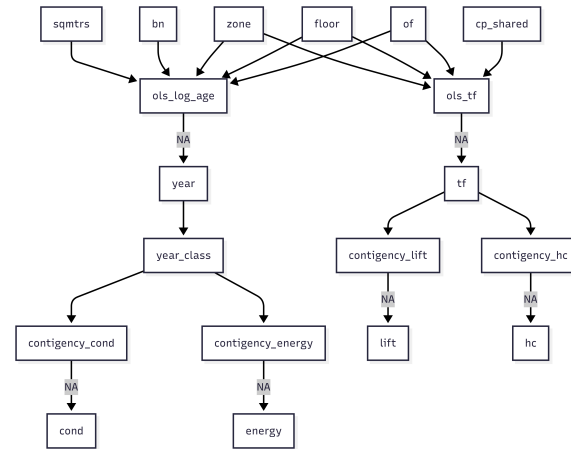 sqmtrs
bn
zone
floor
of
cp_shared
ols_log_age
ols_tf
NA
NA
year
tf
year_class
contigency_lift
contigency_hc
NA
NA
contigency_cond
contigency_energy
lift
hc
NA
NA
cond
energy